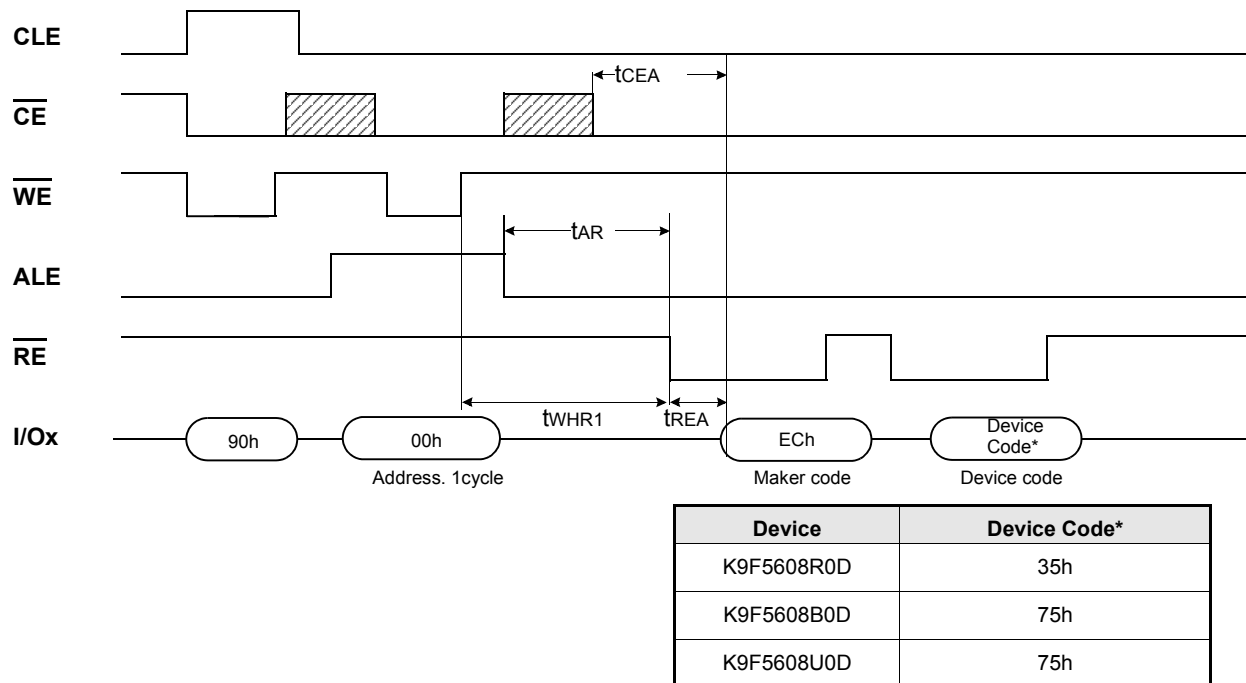 CLE
tCEA
CE
WE
tAR
ALE
RE
tWHR1
tREA
I/Ox
90h
00h
ECh
Device
Code*
Address. 1cycle
Maker code
Device code
Device Device Code*
K9F5608R0D 35h
K9F5608B0D 75h
K9F5608U0D 75h